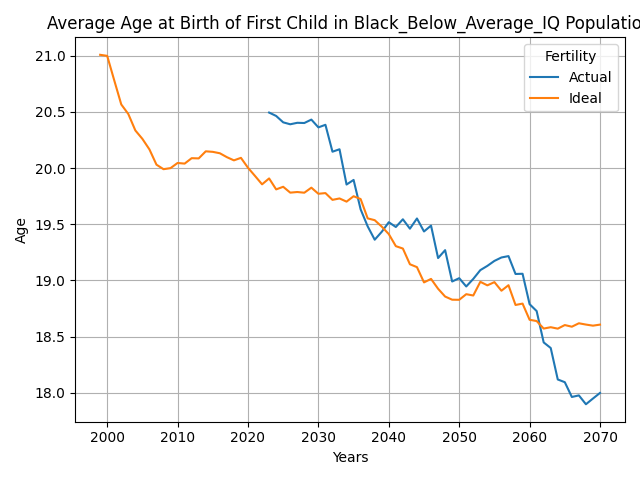 Average Age at Birth of First Child in Black_Below_Average_IQ Populatio
Fertility
Actual
Ideal
21.0
20.5
20.0
19.5
19.0
18.5
18.0
Age
2000 2010 2020 2030 2040 2050 2060 2070
Years